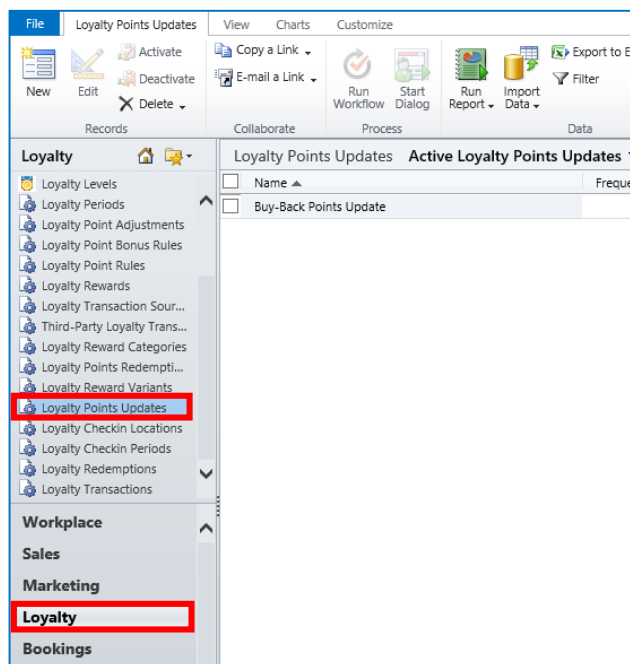 File Loyalty Points Updates View Charts Customize
New
Edit
Activate
Deactivate
Delete
Records
Copy a Link
E-mail a Link
Collaborate
Run
Workflow
Start
Dialog
Process
Run
Report
Import
Data
Export to E
Filter
Data
Loyalty
Loyalty Levels
Loyalty Periods
Loyalty Point Adjustments
Loyalty Point Bonus Rules
Loyalty Point Rules
Loyalty Rewards
Loyalty Transaction Sour...
Third-Party Loyalty Trans...
Loyalty Reward Categories
Loyalty Points Redempti...
Loyalty Reward Variants
Loyalty Points Updates
Loyalty Checkin Locations
Loyalty Checkin Periods
Loyalty Redemptions
Loyalty Transactions
Workplace
Sales
Marketing
Loyalty
Bookings
Loyalty Points Updates Active Loyalty Points Updates
Name Freque
Buy-Back Points Update